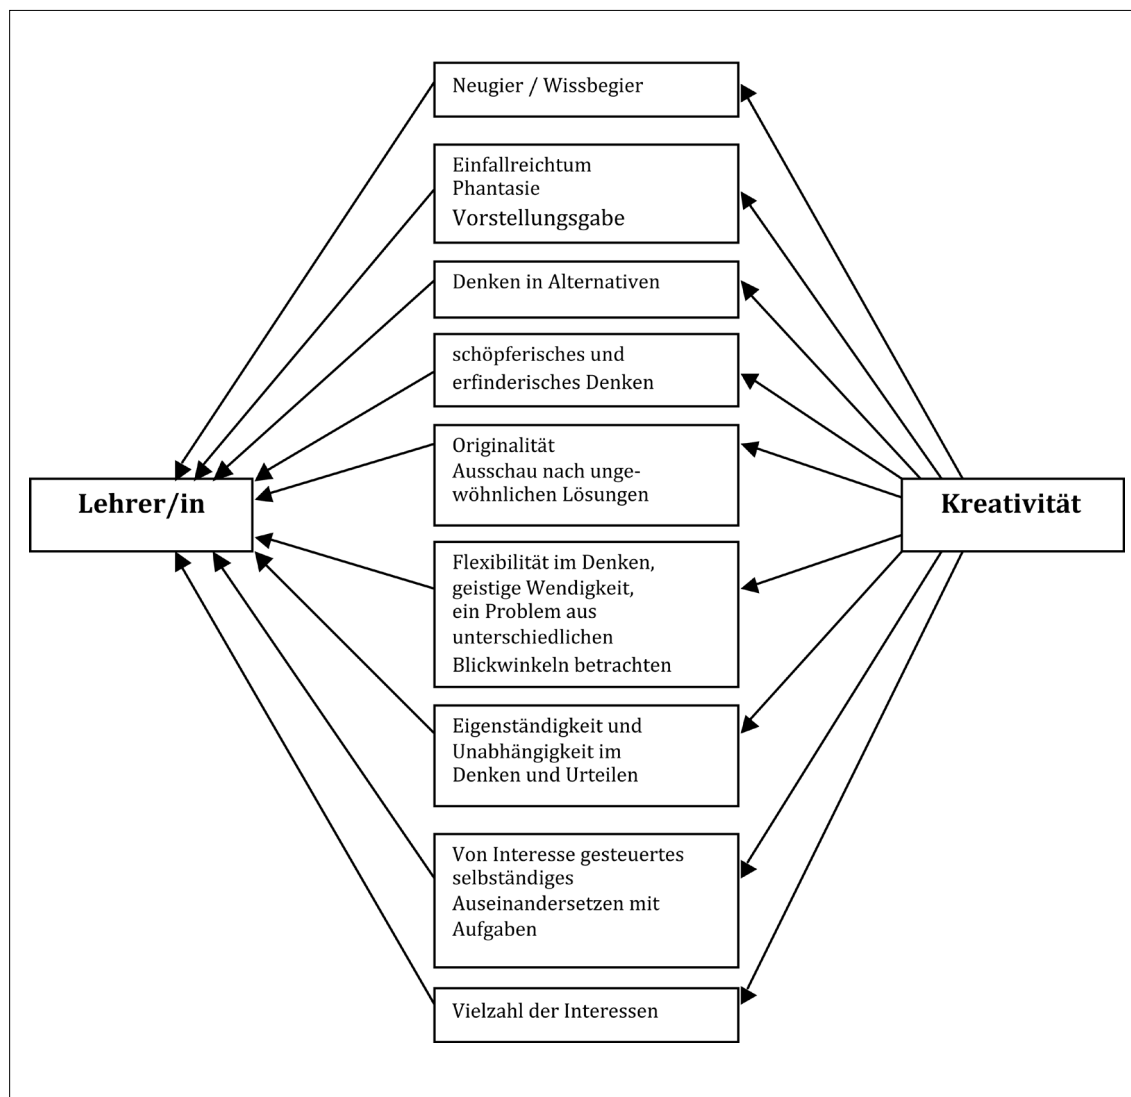 Neugier / Wissbegier
Einfallreichtum
Phantasie
Vorstellungsgabe
Denken in Alternativen
schöpferisches und
erfinderisches Denken
Originalität
Ausschau nach unge-
wöhnlichen Lösungen
Lehrer/in
Kreativität
Flexibilität im Denken,
geistige Wendigkeit,
ein Problem aus
unterschiedlichen
Blickwinkeln betrachten
Eigenständigkeit und
Unabhängigkeit im
Denken und Urteilen
Von Interesse gesteuertes
selbständiges
Auseinandersetzen mit
Aufgaben
Vielzahl der Interessen